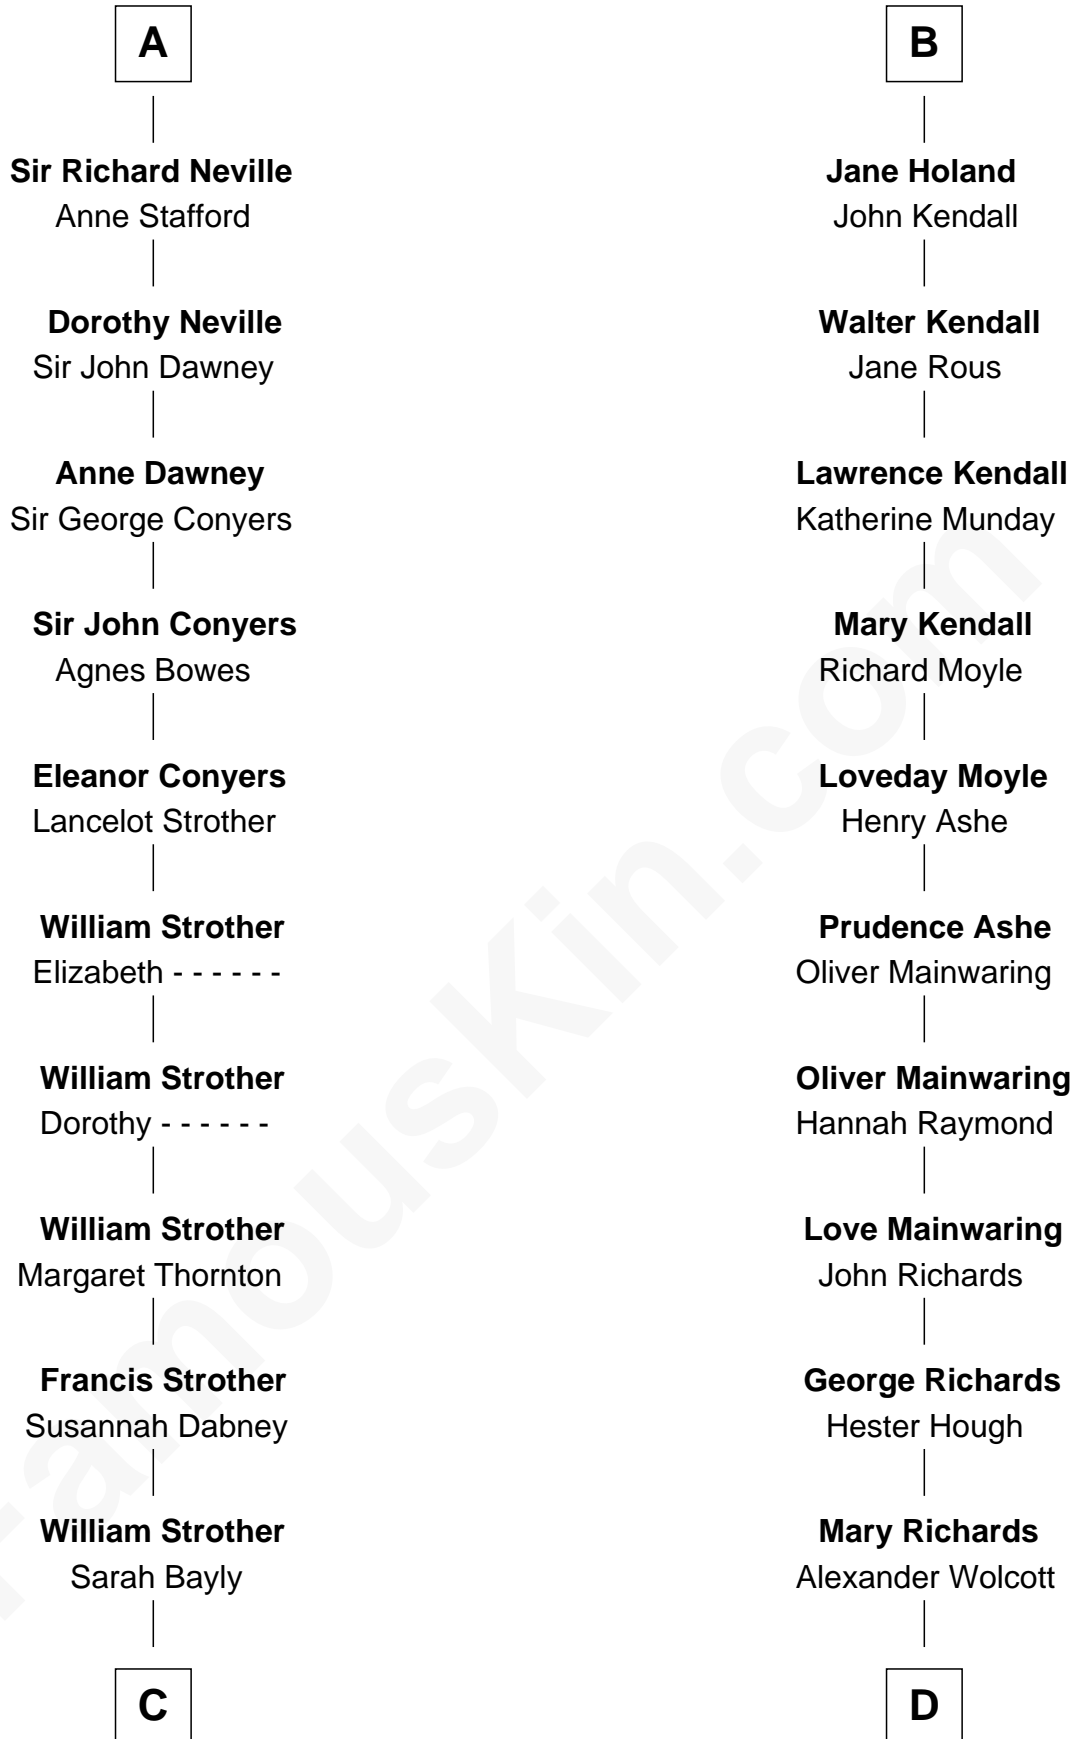 A
Sir Richard Neville
Anne Stafford
Dorothy Neville
Sir John Dawney
Anne Dawney
Sir George Conyers
Sir John Conyers
Agnes Bowes
Eleanor Conyers
Lancelot Strother
William Strother
Elizabeth - - - - - -
William Strother
Dorothy - - - - - -
William Strother
Margaret Thornton
Francis Strother
Susannah Dabney
William Strother
Sarah Bayly
C
B
Jane Holand
John Kendall
Walter Kendall
Jane Rous
Lawrence Kendall
Katherine Munday
Mary Kendall
Richard Moyle
Loveday Moyle
Henry Ashe
Prudence Ashe
Oliver Mainwaring
Oliver Mainwaring
Hannah Raymond
Love Mainwaring
John Richards
George Richards
Hester Hough
Mary Richards
Alexander Wolcott
D
FamousKin.com